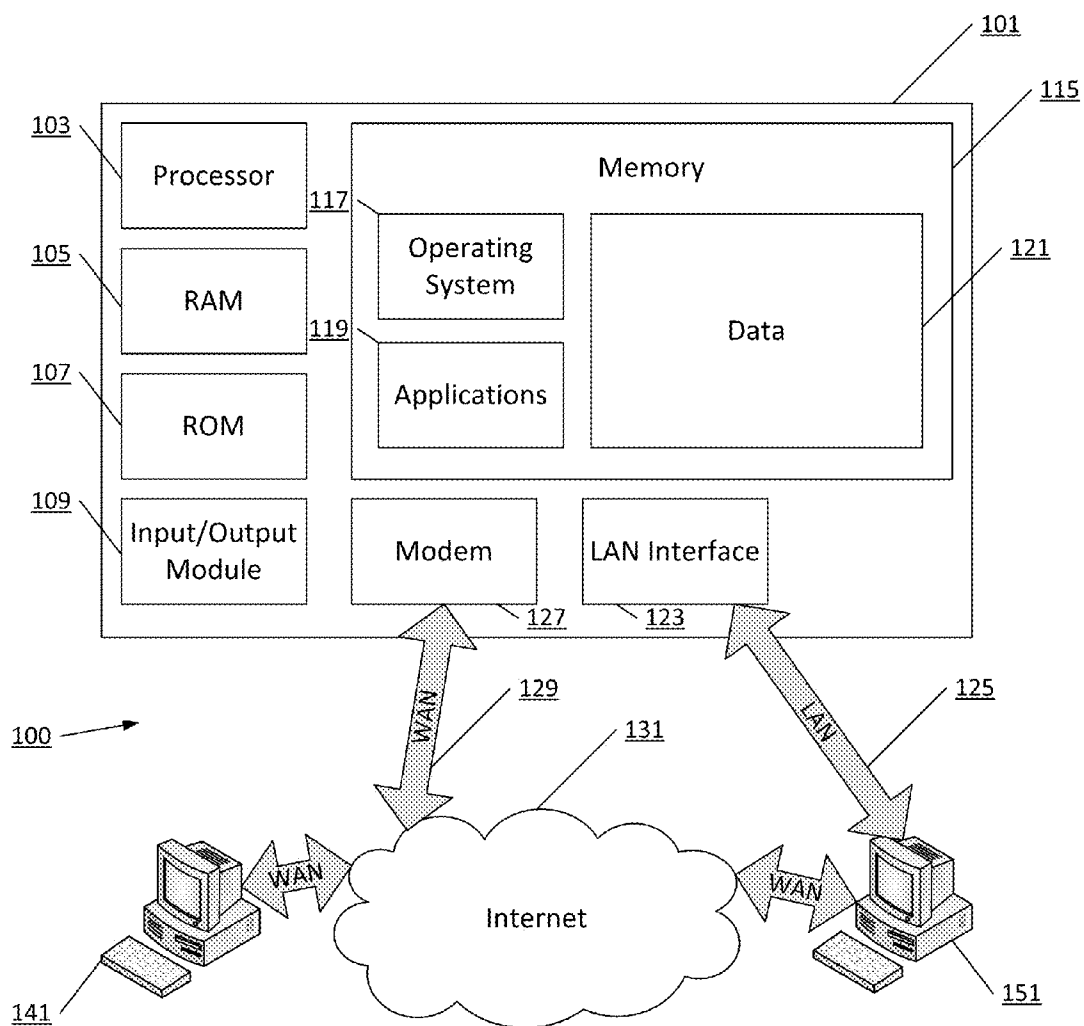 101
115
103
Processor
Memory
117
Operating
System
105
RAM
121
Data
119
Applications
107
ROM
109
Input/Output
Module
Modem
LAN Interface
127
123
129
WAN
125
LAN
100
131
WAN
Internet
WAN
141
151